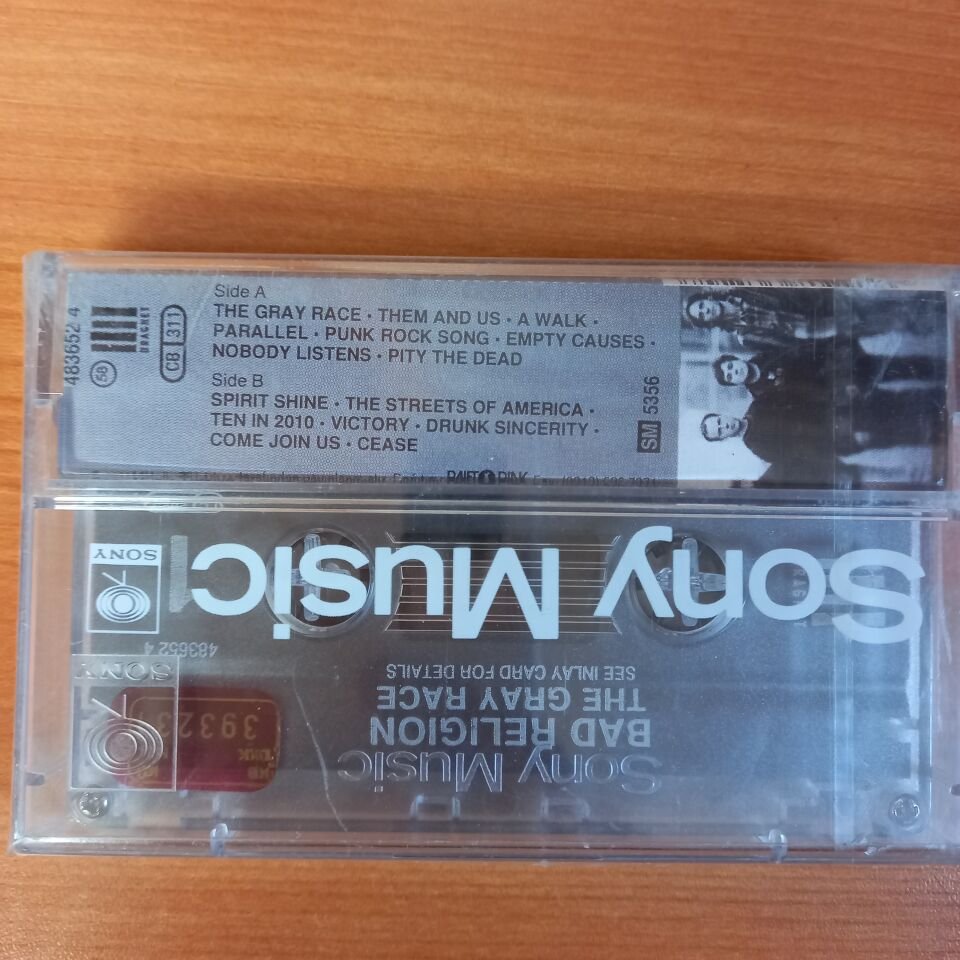 483652 4
58
DRAGNET
CB 311
Side A
THE GRAY RACE · THEM AND US · A WALK ·
PARALLEL · PUNK ROCK SONG · EMPTY CAUSES ·
NOBODY LISTENS · PITY THE DEAD
Side B
SPIRIT SHINE · THE STREETS OF AMERICA ·
TEN IN 2010 · VICTORY · DRUNK SINCERITY ·
COME JOIN US · CEASE
SM 5356
RAKS
Sony Music
SONY
483652 4
SONY
SEE INLAY CARD FOR DETAILS
THE GRAY RACE
BAD RELIGION
Sony Music